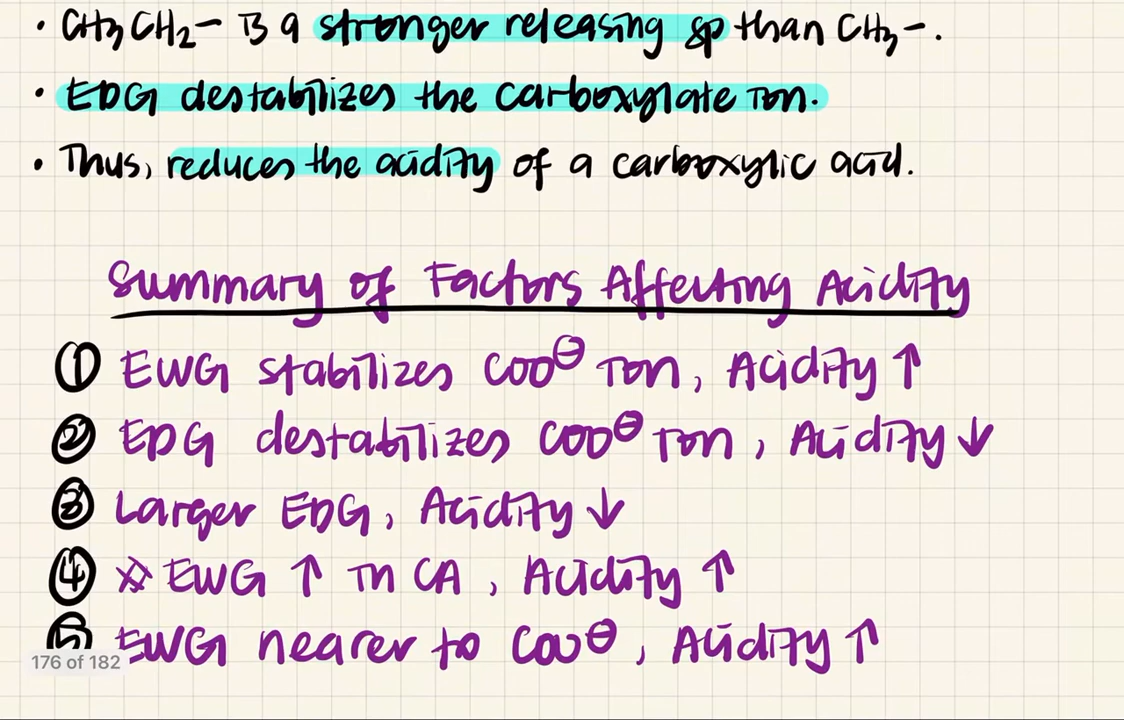 • CH₃CH₂– is a stronger releasing gp than CH₃–.
• EDG destabilizes the carboxylate ion.
• Thus, reduces the acidity of a carboxylic acid.
Summary of Factors Affecting Acidity
① EWG stabilizes COO⊖ ion, Acidity ↑
② EDG destabilizes COO⊖ ion, Acidity ↓
③ Larger EDG, Acidity ↓
④ EWG ↑ in CA, Acidity ↑
⑤ EWG nearer to COO⊖, Acidity ↑
176 of 182